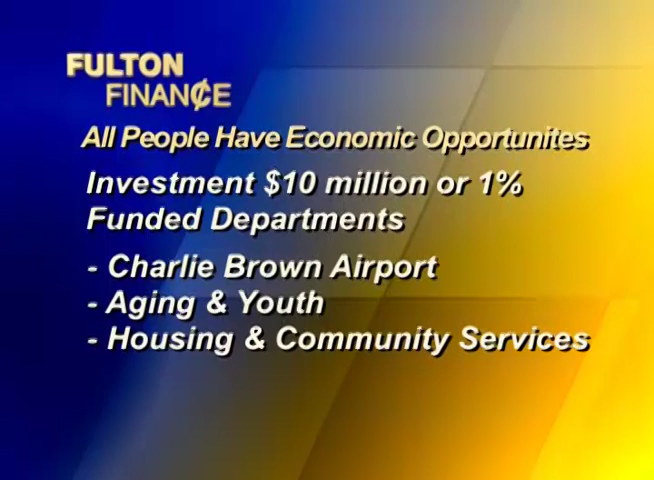 FULTON
FINAN¢E
All People Have Economic Opportunites
Investment $10 million or 1%
Funded Departments
- Charlie Brown Airport
- Aging & Youth
- Housing & Community Services